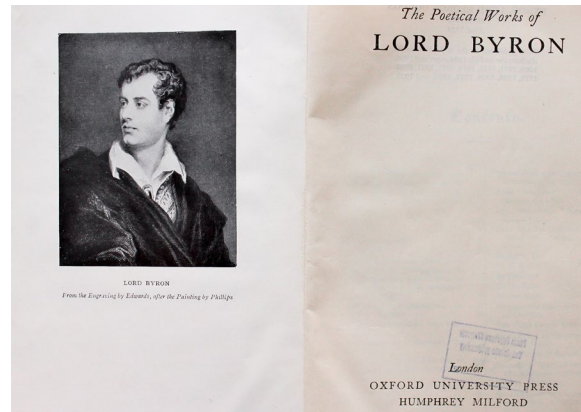 LORD BYRON
From the Engraving by Edwards, after the Painting by Phillips
The Poetical Works of
LORD BYRON
London
OXFORD UNIVERSITY PRESS
HUMPHREY MILFORD